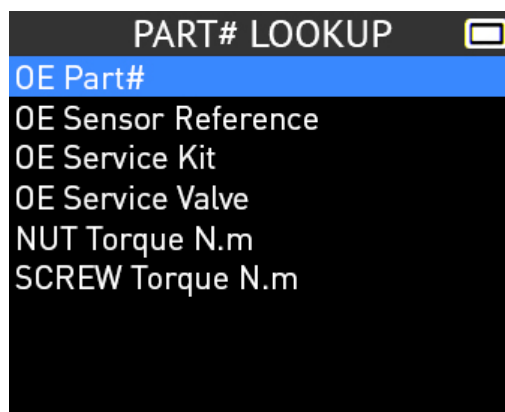 PART# LOOKUP
OE Part#
OE Sensor Reference
OE Service Kit
OE Service Valve
NUT Torque N.m
SCREW Torque N.m